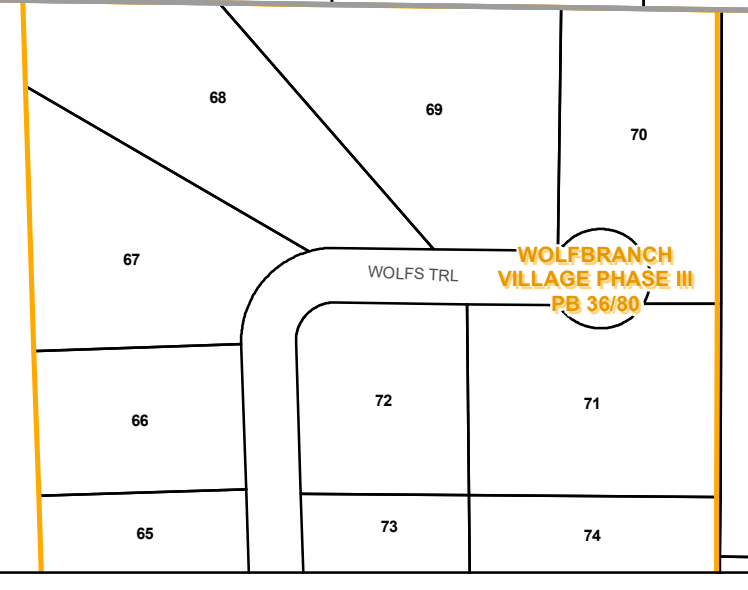 68
69
70
67
WOLFS TRL
WOLFBRANCH
VILLAGE PHASE III
PB 36/80
66
72
71
65
73
74